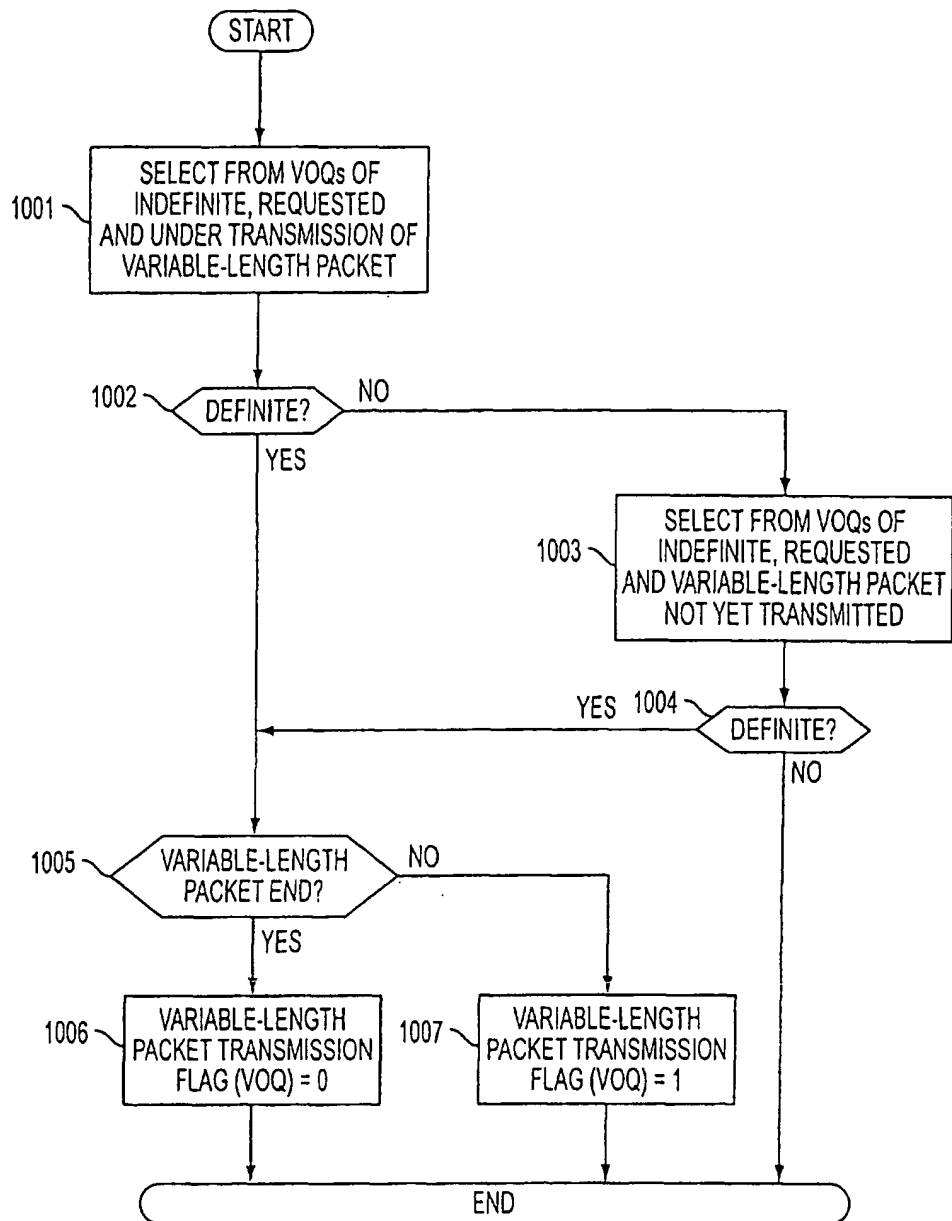 START
1001
SELECT FROM VOQs OF
INDEFINITE, REQUESTED
AND UNDER TRANSMISSION OF
VARIABLE-LENGTH PACKET
1002
DEFINITE?
NO
YES
1003
SELECT FROM VOQs OF
INDEFINITE, REQUESTED
AND VARIABLE-LENGTH PACKET
NOT YET TRANSMITTED
YES
1004
DEFINITE?
NO
1005
VARIABLE-LENGTH
PACKET END?
NO
YES
1006
VARIABLE-LENGTH
PACKET TRANSMISSION
FLAG (VOQ) = 0
1007
VARIABLE-LENGTH
PACKET TRANSMISSION
FLAG (VOQ) = 1
END